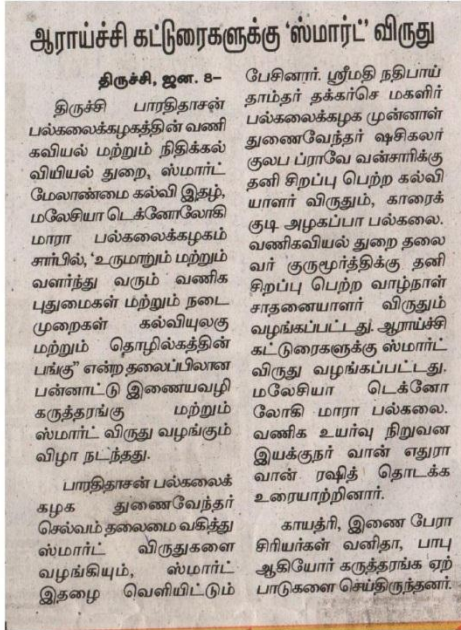 ஆராய்ச்சி கட்டுரைகளுக்கு 'ஸ்மார்ட்' விருது
திருச்சி, ஜன. 8–
திருச்சி பாரதிதாசன்
பல்கலைக்கழகத்தின் வணி
கவியல் மற்றும் நிதிக்கல்
வியியல் துறை, ஸ்மார்ட்
மேலாண்மை கல்வி இதழ்,
மலேசியா டெக்னோலோகி
மாரா பல்கலைக்கழகம்
சார்பில், 'உருமாறும் மற்றும்
வளர்ந்து வரும் வணிக
புதுமைகள் மற்றும் நடை
முறைகள் கல்வியுலகு
மற்றும் தொழில்கத்தின்
பங்கு" என்ற தலைப்பிலான
பன்னாட்டு இணையவழி
கருத்தரங்கு மற்றும்
ஸ்மார்ட் விருது வழங்கும்
விழா நடந்தது.
பாரதிதாசன் பல்கலைக்
கழக துணைவேந்தர்
செல்வம் தலைமை வகித்து
ஸ்மார்ட் விருதுகளை
வழங்கியும், ஸ்மார்ட்
இதழை வெளியிட்டும்
பேசினார். ஸ்ரீமதி நதிபாய்
தாம்தர் தக்கர்செ மகளிர்
பல்கலைக்கழக முன்னாள்
துணைவேந்தர் ஷசிகலர்
குலப ப்ராவே வன்சாரிக்கு
தனி சிறப்பு பெற்ற கல்வி
யாளர் விருதும், காரைக்
குடி அழகப்பா பல்கலை.
வணிகவியல் துறை தலை
வர் குருமூர்த்திக்கு தனி
சிறப்பு பெற்ற வாழ்நாள்
சாதனையாளர் விருதும்
வழங்கப்பட்டது. ஆராய்ச்சி
கட்டுரைகளுக்கு ஸ்மார்ட்
விருது வழங்கப்பட்டது.
மலேசியா டெக்னோ
லோகி மாரா பல்கலை.
வணிக உயர்வு நிறுவன
இயக்குநர் வான் எதுரா
வான் ரஷித் தொடக்க
உரையாற்றினார்.
காயத்ரி, இணை பேரா
சிரியர்கள் வனிதா, பாபு
ஆகியோர் கருத்தரங்க ஏற்
பாடுகளை செய்திருந்தனர்.